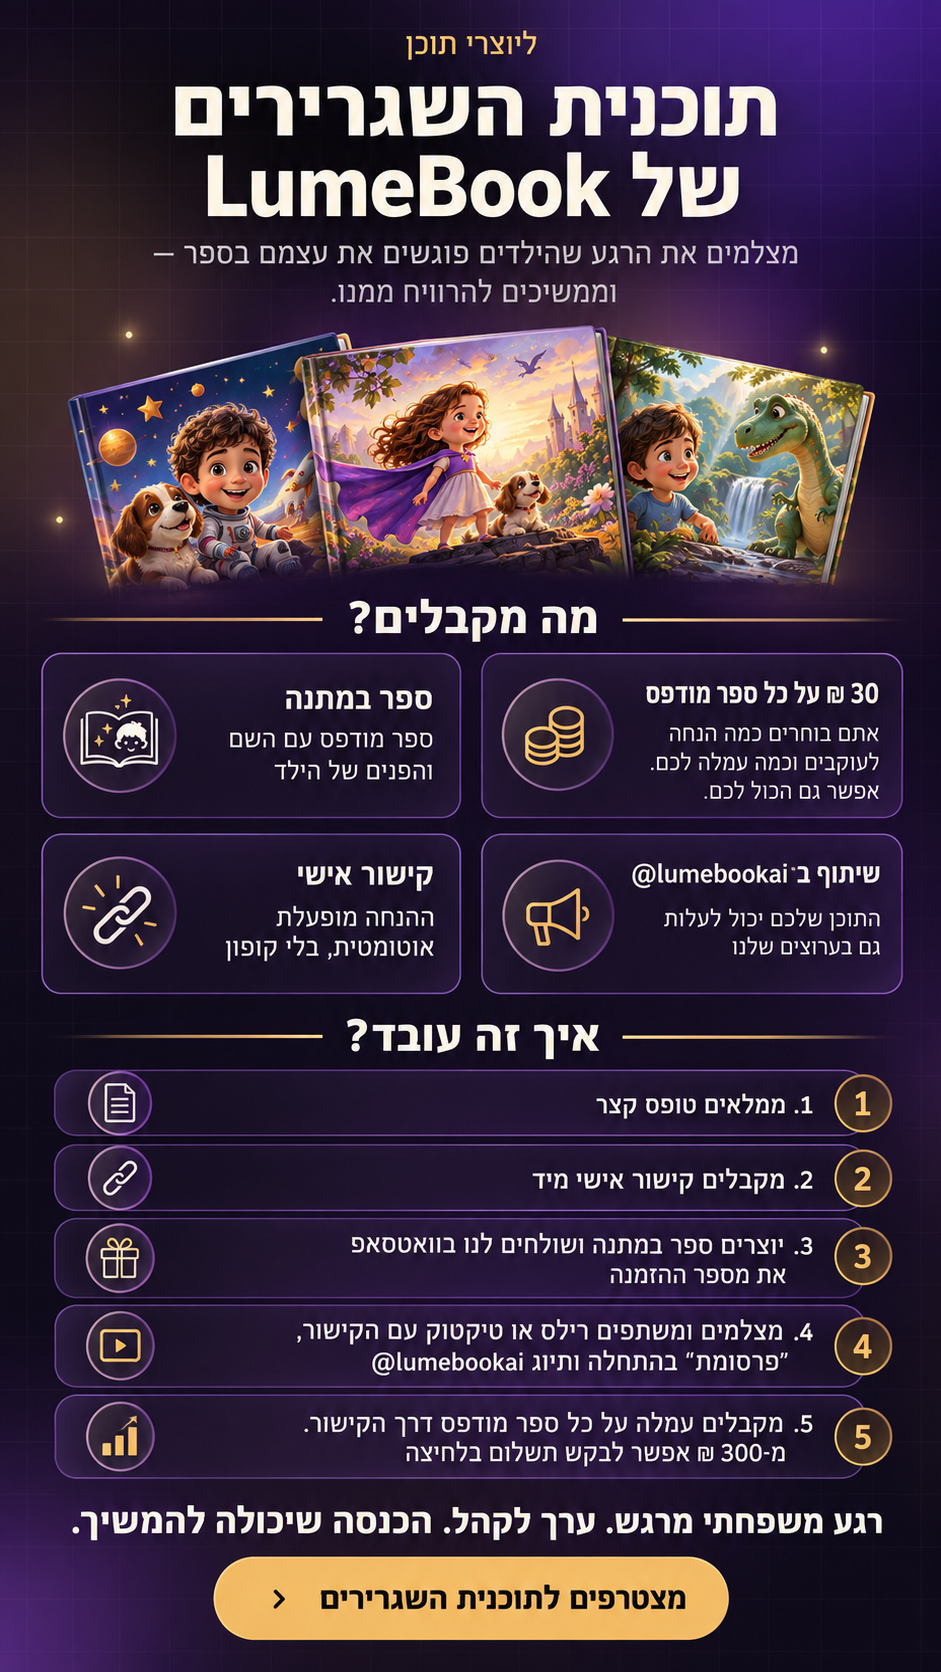 ליוצרי תוכן
תוכנית השגרירים
של LumeBook
מצלמים את הרגע שהילדים פוגשים את עצמם בספר –
וממשיכים להרוויח ממנו.
מה מקבלים?
30 ₪ על כל ספר מודפס
אתם בוחרים כמה הנחה
לעוקבים וכמה עמלה לכם.
אפשר גם הכול לכם.
ספר במתנה
ספר מודפס עם השם
והפנים של הילד
שיתוף ב־@lumebookai
התוכן שלכם יכול לעלות
גם בערוצים שלנו
קישור אישי
ההנחה מופעלת
אוטומטית, בלי קופון
איך זה עובד?
1
1. ממלאים טופס קצר
2
2. מקבלים קישור אישי מיד
3
3. יוצרים ספר במתנה ושולחים לנו בוואטסאפ
את מספר ההזמנה
4
4. מצלמים ומשתפים רילס או טיקטוק עם הקישור,
"פרסומת" בהתחלה ותיוג @lumebookai
5
5. מקבלים עמלה על כל ספר מודפס דרך הקישור.
מ-300 ₪ אפשר לבקש תשלום בלחיצה
רגע משפחתי מרגש. ערך לקהל. הכנסה שיכולה להמשיך.
מצטרפים לתוכנית השגרירים ›